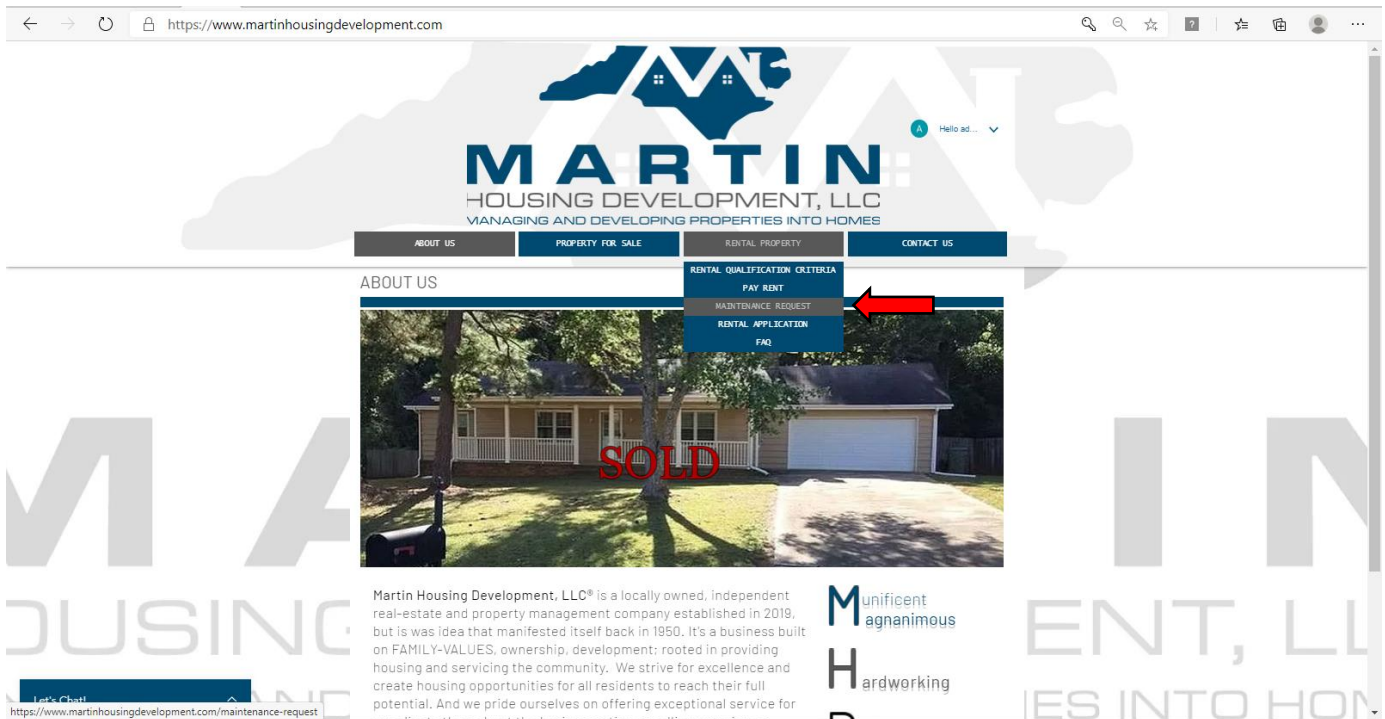 https://www.martinhousingdevelopment.com
A Hello ad...
MARTIN
HOUSING DEVELOPMENT, LLC
MANAGING AND DEVELOPING PROPERTIES INTO HOMES
ABOUT US PROPERTY FOR SALE RENTAL PROPERTY CONTACT US
RENTAL QUALIFICATION CRITERIA
PAY RENT
MAINTENANCE REQUEST
RENTAL APPLICATION
FAQ
ABOUT US
SOLD
Martin Housing Development, LLC® is a locally owned, independent
real-estate and property management company established in 2019,
but is was idea that manifested itself back in 1950. It's a business built
on FAMILY-VALUES, ownership, development; rooted in providing
housing and servicing the community. We strive for excellence and
create housing opportunities for all residents to reach their full
potential. And we pride ourselves on offering exceptional service for
Munificent
Magnanimous
Hardworking
Let's Chat!
https://www.martinhousingdevelopment.com/maintenance-request